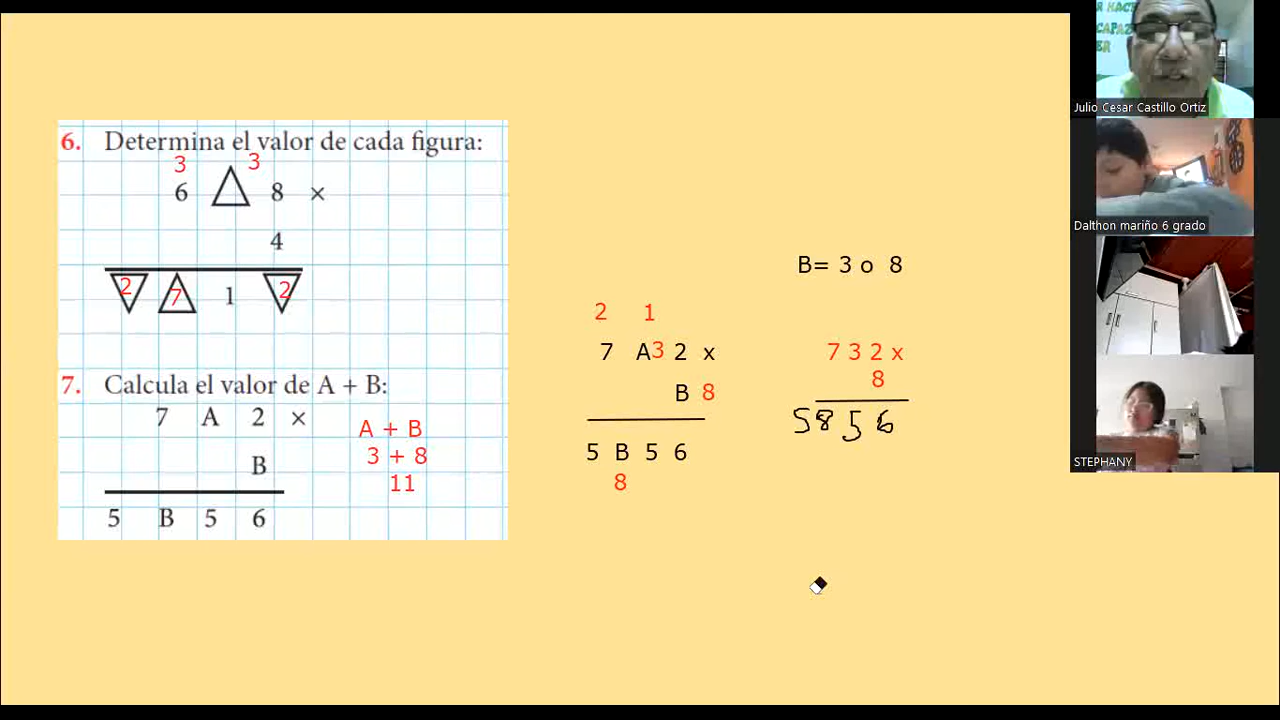 6. Determina el valor de cada figura:
3 3
6 8 ×
4
2 7 1 2
7. Calcula el valor de A + B:
7 A 2 ×
B
5 B 5 6
A + B
3 + 8
11
2 1
7 A3 2 x
B 8
5 B 5 6
8
B= 3 o 8
7 3 2 x
8
5 8 5 6
Julio Cesar Castillo Ortiz
Dalthon mariño 6 grado
STEPHANY